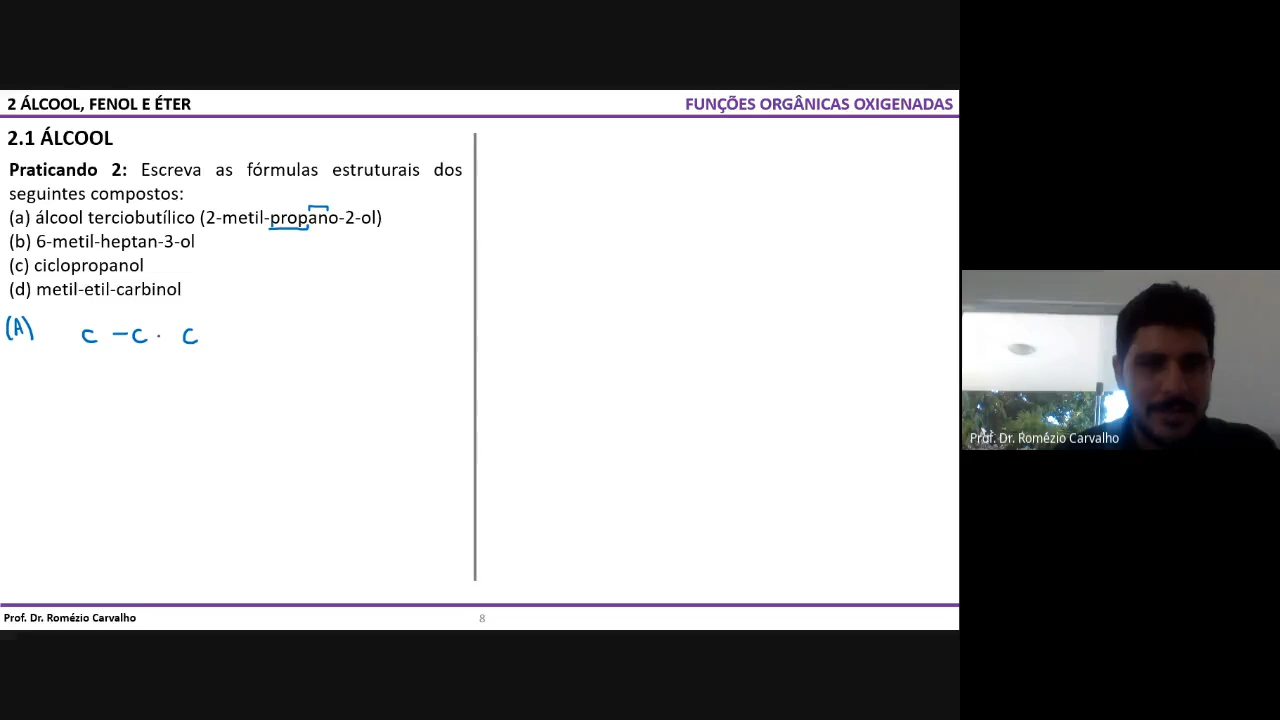 2 ÁLCOOL, FENOL E ÉTER
FUNÇÕES ORGÂNICAS OXIGENADAS
2.1 ÁLCOOL
Praticando 2: Escreva as fórmulas estruturais dos
seguintes compostos:
(a) álcool terciobutílico (2-metil-propano-2-ol)
(b) 6-metil-heptan-3-ol
(c) ciclopropanol
(d) metil-etil-carbinol
(A) C - C · C
Prof. Dr. Romézio Carvalho
Prof. Dr. Romézio Carvalho
8